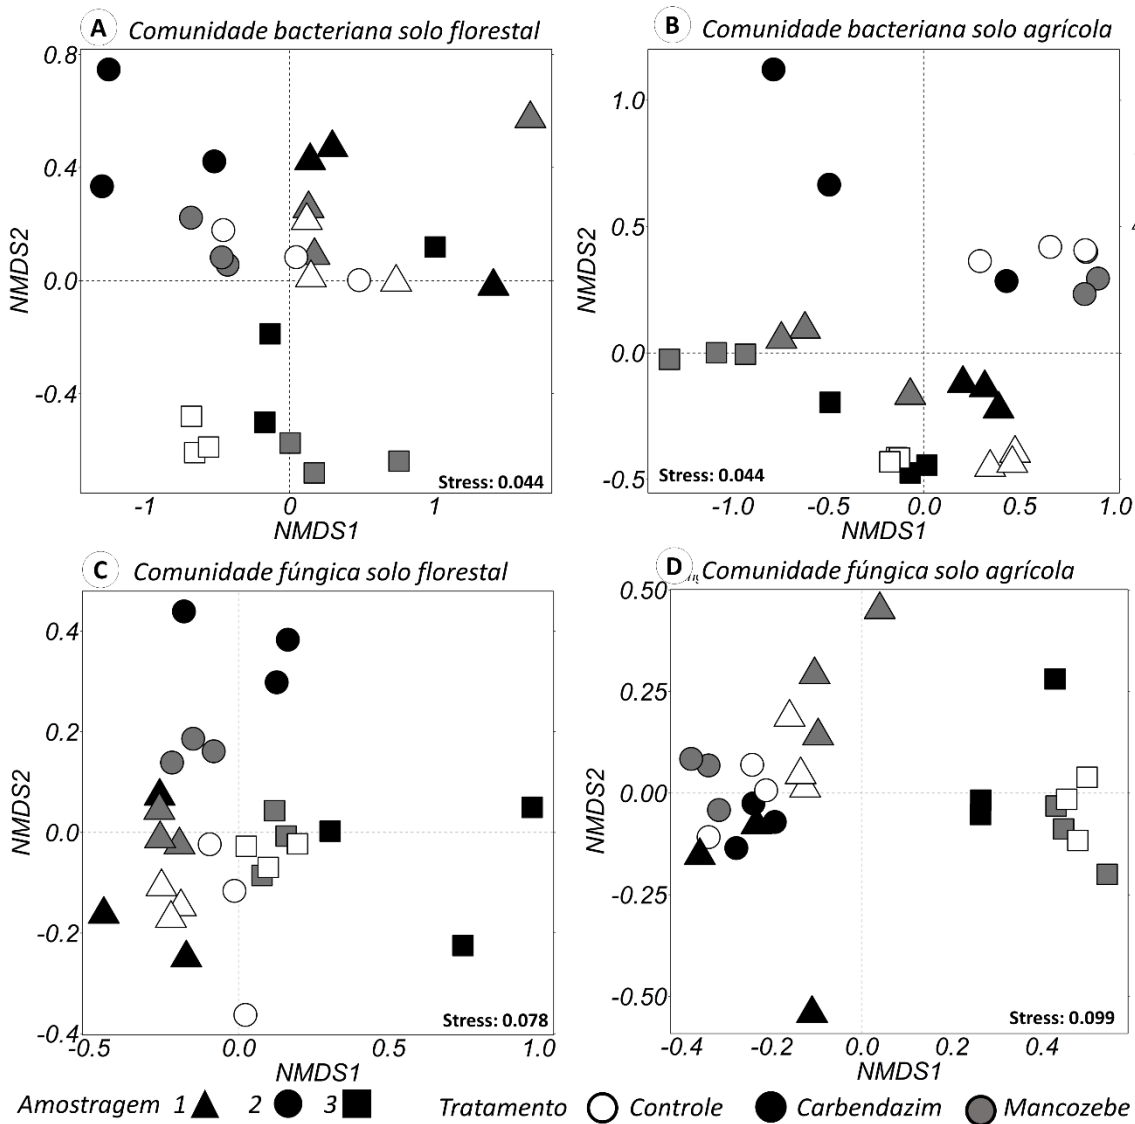 A Comunidade bacteriana solo florestal
0.8
0.4
0.0
-0.4
NMDS2
Stress: 0.044
-1 0 1
NMDS1
B Comunidade bacteriana solo agrícola
1.0
0.5
0.0
-0.5
NMDS2
Stress: 0.044
-1.0 -0.5 0.0 0.5 1.0
NMDS1
C Comunidade fúngica solo florestal
0.4
0.2
0.0
-0.2
-0.4
NMDS2
Stress: 0.078
-0.5 0.0 0.5 1.0
NMDS1
D Comunidade fúngica solo agrícola
0.50
0.25
0.00
-0.25
-0.50
NMDS2
Stress: 0.099
-0.4 -0.2 0.0 0.2 0.4
NMDS1
Amostragem 1 2 3 Tratamento Controle Carbendazim Mancozebe